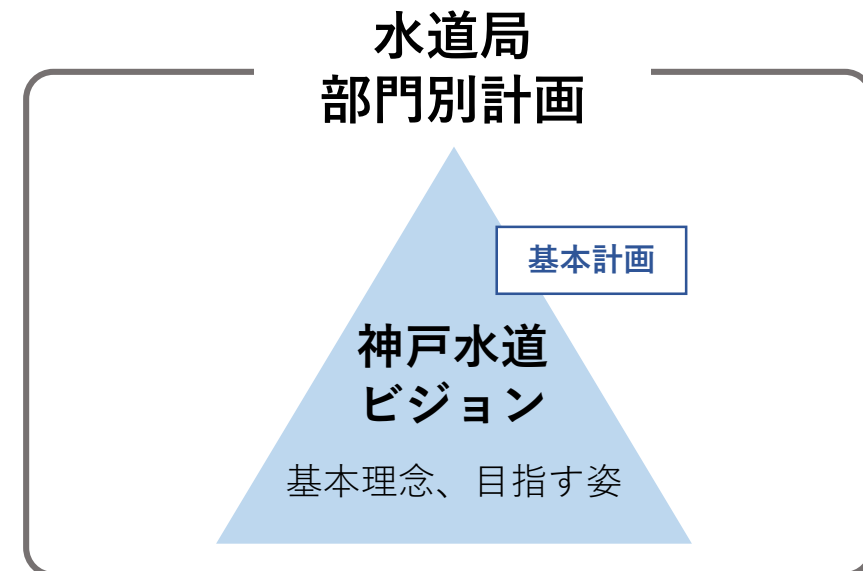 水道局
部門別計画
基本計画
神戸水道
ビジョン
基本理念、目指す姿